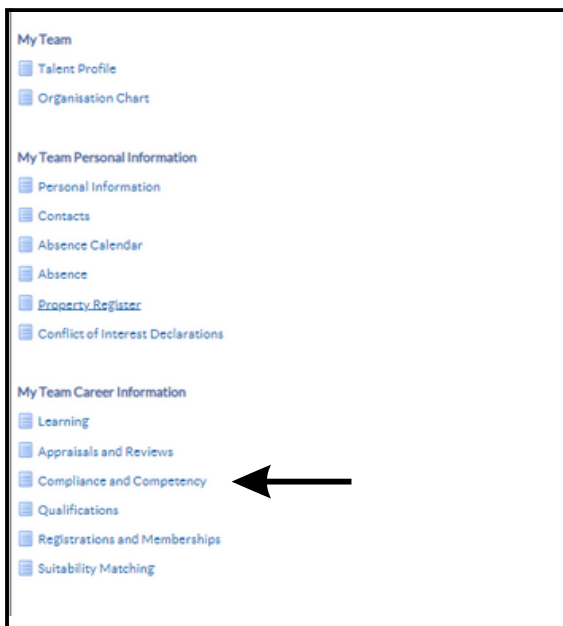 My Team
Talent Profile
Organisation Chart
My Team Personal Information
Personal Information
Contacts
Absence Calendar
Absence
Property Register
Conflict of Interest Declarations
My Team Career Information
Learning
Appraisals and Reviews
Compliance and Competency
Qualifications
Registrations and Memberships
Suitability Matching